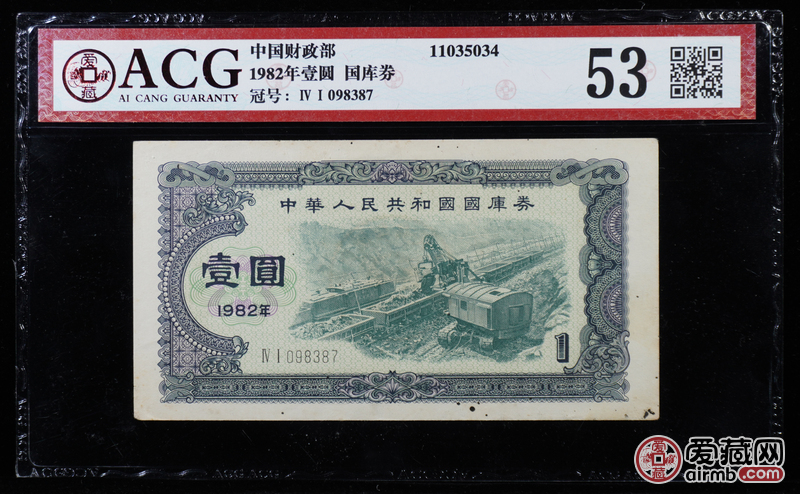 爱藏
ACG
AI CANG GUARANTY
中国财政部
11035034
1982年壹圆 国库券
冠号: Ⅳ Ⅰ 098387
53
中華人民共和國國庫券
壹圓
1982年
Ⅳ Ⅰ 098387
1
爱藏网
airmb.com